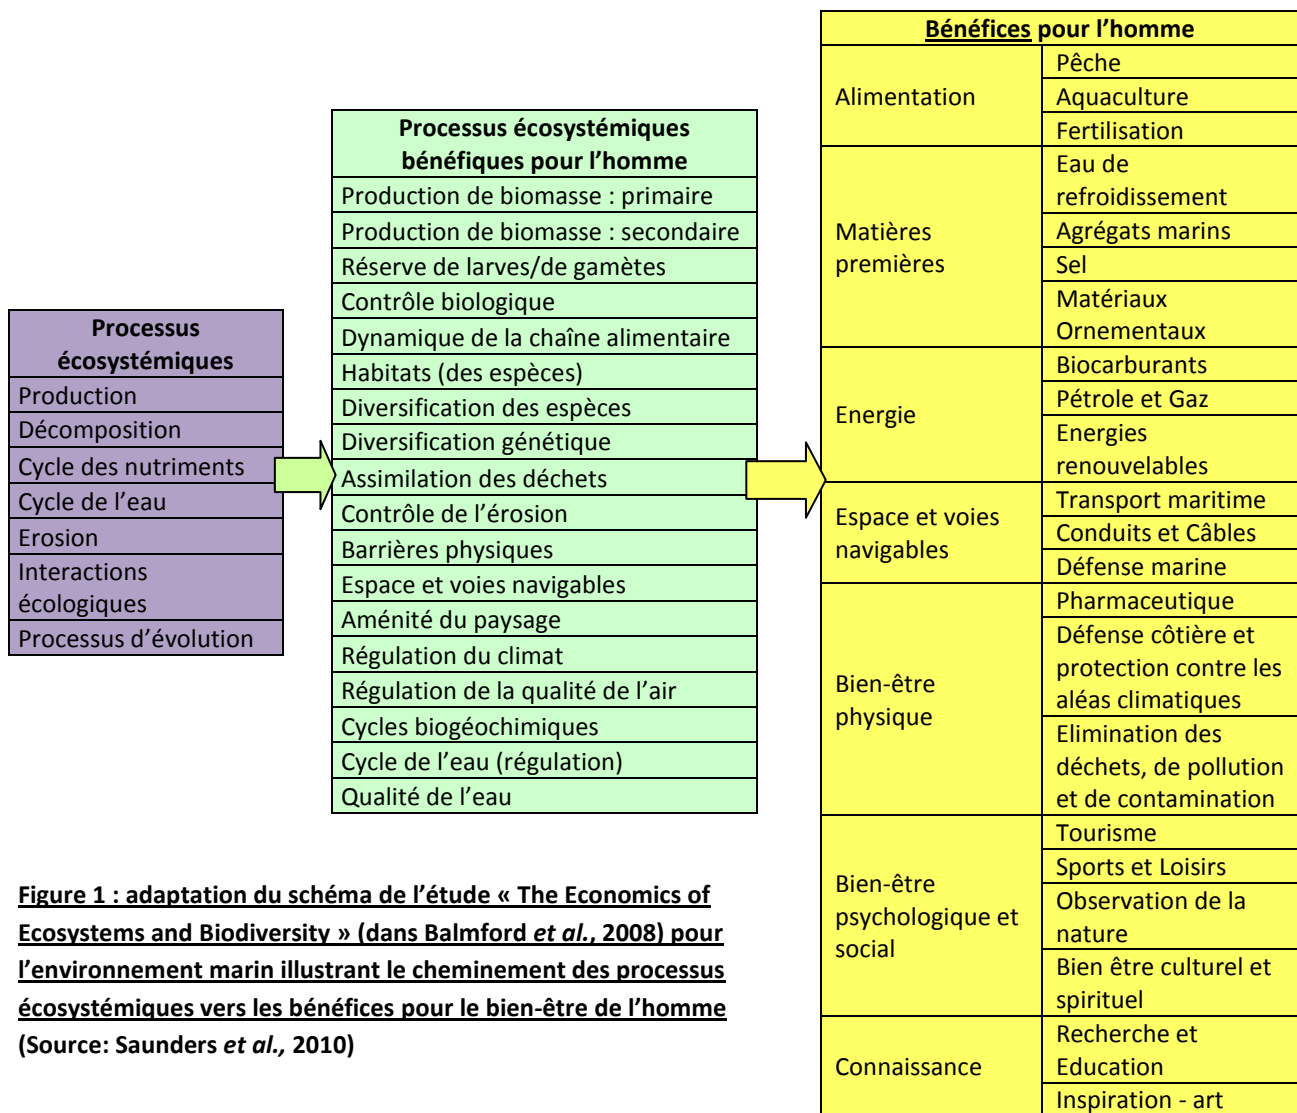 Processus
écosystémiques
Production
Décomposition
Cycle des nutriments
Cycle de l'eau
Erosion
Interactions
écologiques
Processus d'évolution
Processus écosystémiques
bénéfiques pour l'homme
Production de biomasse : primaire
Production de biomasse : secondaire
Réserve de larves/de gamètes
Contrôle biologique
Dynamique de la chaîne alimentaire
Habitats (des espèces)
Diversification des espèces
Diversification génétique
Assimilation des déchets
Contrôle de l'érosion
Barrières physiques
Espace et voies navigables
Aménité du paysage
Régulation du climat
Régulation de la qualité de l'air
Cycles biogéochimiques
Cycle de l'eau (régulation)
Qualité de l'eau
Bénéfices pour l'homme
Alimentation
Pêche
Aquaculture
Fertilisation
Matières
premières
Eau de
refroidissement
Agrégats marins
Sel
Matériaux
Ornementaux
Energie
Biocarburants
Pétrole et Gaz
Energies
renouvelables
Espace et voies
navigables
Transport maritime
Conduits et Câbles
Défense marine
Bien-être
physique
Pharmaceutique
Défense côtière et
protection contre les
aléas climatiques
Elimination des
déchets, de pollution
et de contamination
Bien-être
psychologique et
social
Tourisme
Sports et Loisirs
Observation de la
nature
Bien être culturel et
spirituel
Connaissance
Recherche et
Education
Inspiration - art
Figure 1 : adaptation du schéma de l'étude « The Economics of
Ecosystems and Biodiversity » (dans Balmford et al., 2008) pour
l'environnement marin illustrant le cheminement des processus
écosystémiques vers les bénéfices pour le bien-être de l'homme
(Source: Saunders et al., 2010)